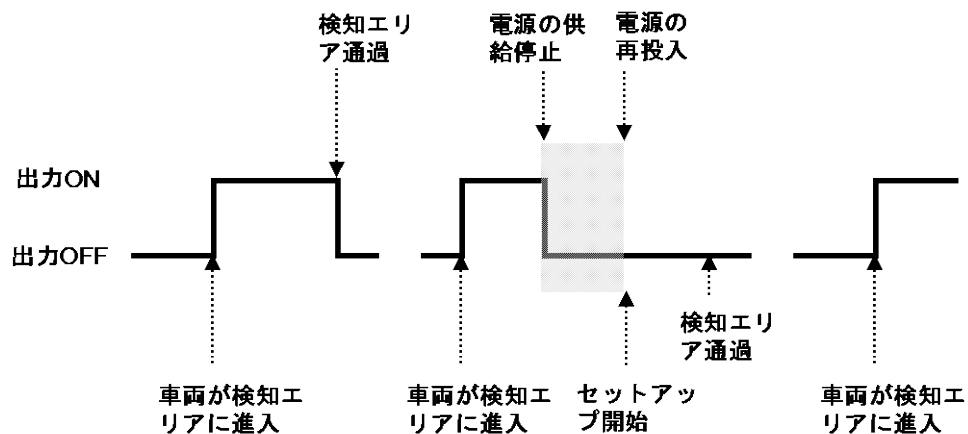 検知エリ
ア通過
電源の供
給停止
電源の
再投入
出力ON
出力OFF
検知エリ
ア通過
車両が検知エ
リアに進入
車両が検知エ
リアに進入
セットアッ
プ開始
車両が検知エ
リアに進入